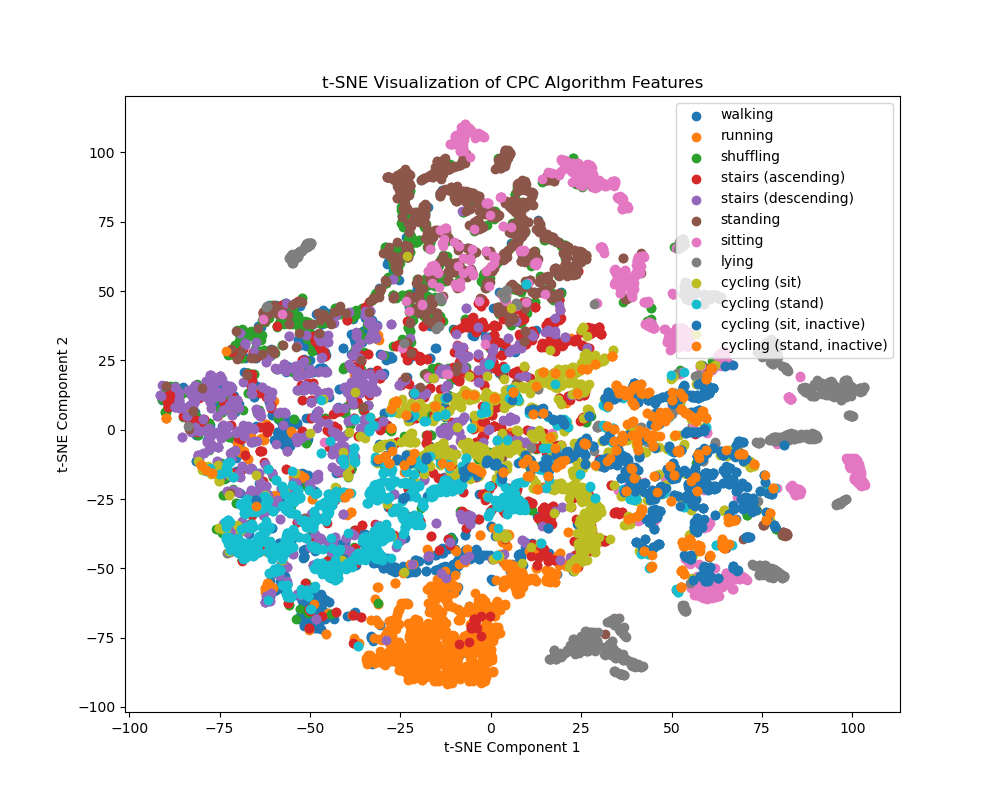 t-SNE Visualization of CPC Algorithm Features
walking
running
shuffling
stairs (ascending)
stairs (descending)
standing
sitting
lying
cycling (sit)
cycling (stand)
cycling (sit, inactive)
cycling (stand, inactive)
100
75
50
25
0
−25
−50
−75
−100
t-SNE Component 2
−100 −75 −50 −25 0 25 50 75 100
t-SNE Component 1